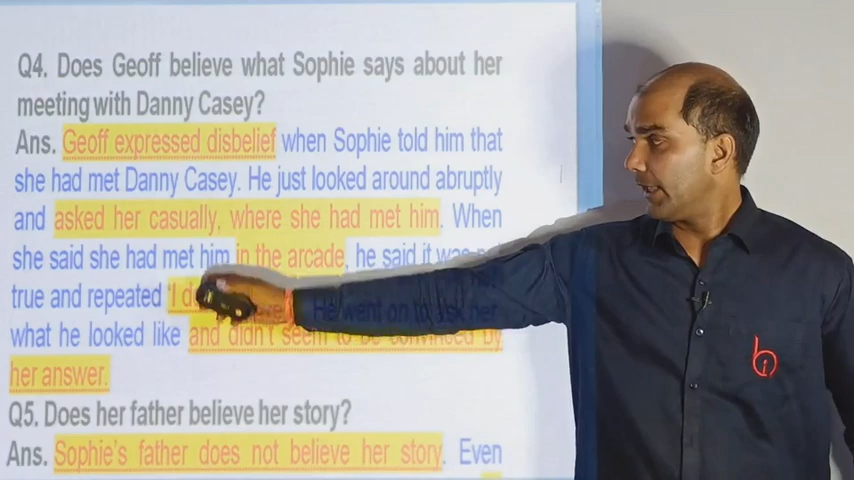 Q4. Does Geoff believe what Sophie says about her
meeting with Danny Casey?
Ans. Geoff expressed disbelief when Sophie told him that
she had met Danny Casey. He just looked around abruptly
and asked her casually, where she had met him. When
she said she had met him in the arcade, he said it was not
true and repeated 'I He went on to ask her
what he looked like and didn't seem to be convinced by
her answer.
Q5. Does her father believe her story?
Ans. Sophie's father does not believe her story. Even